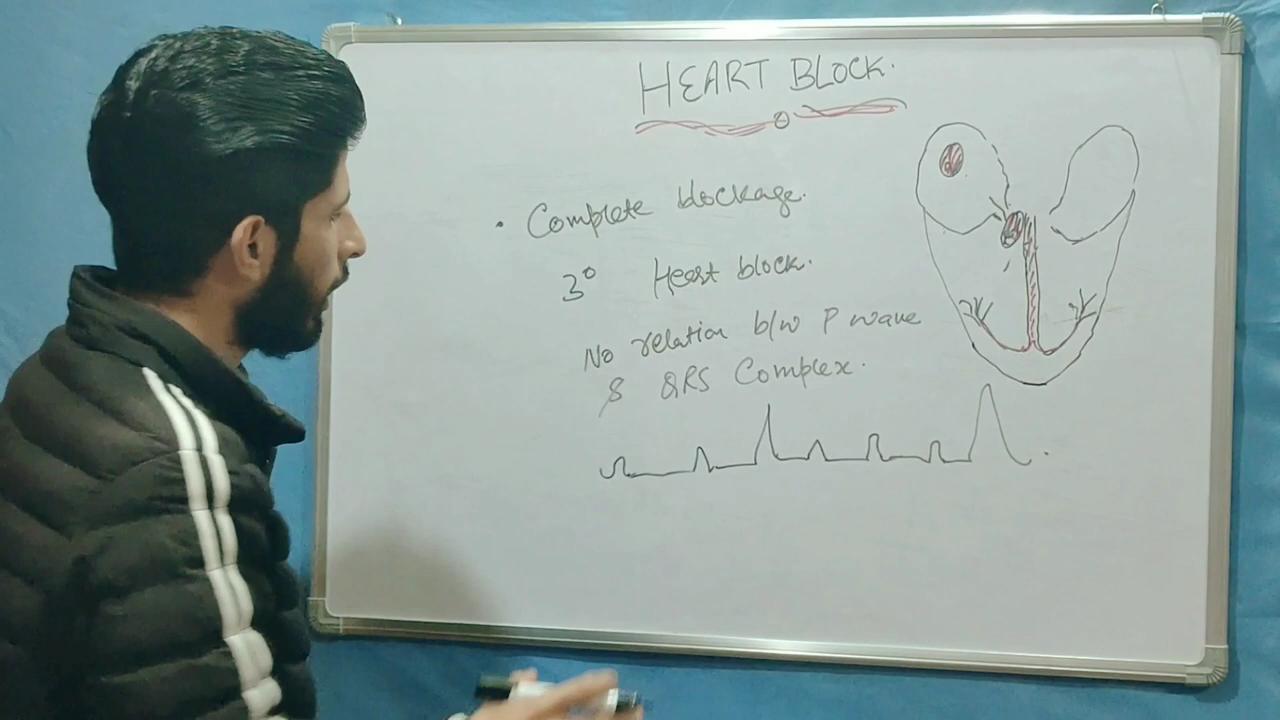 HEART BLOCK.
• Complete blockage.
3° Heart block.
No relation b/w P wave
& QRS Complex.